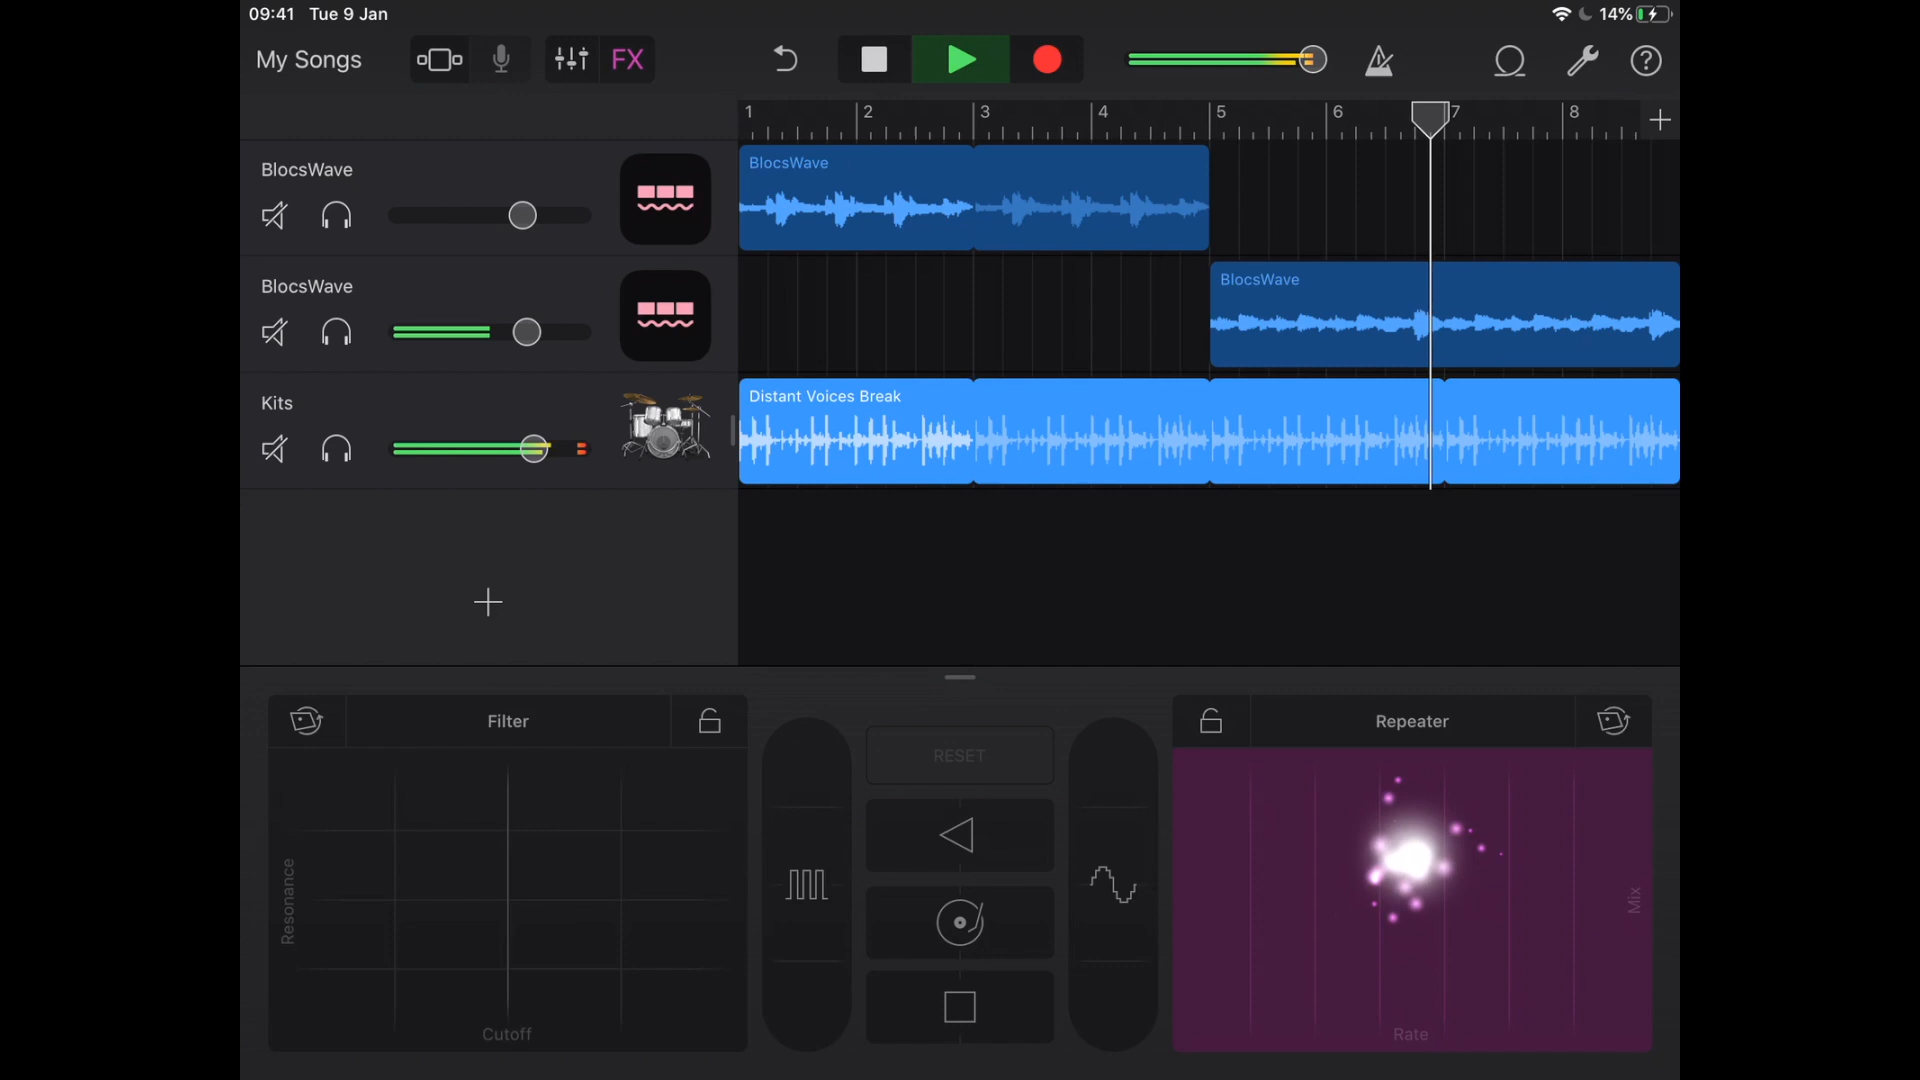 09:41 Tue 9 Jan 14%
My Songs FX
1 2 3 4 5 6 7 8
BlocsWave
BlocsWave
BlocsWave
BlocsWave
Kits
Distant Voices Break
Filter
Repeater
RESET
Resonance
Mix
Cutoff
Rate